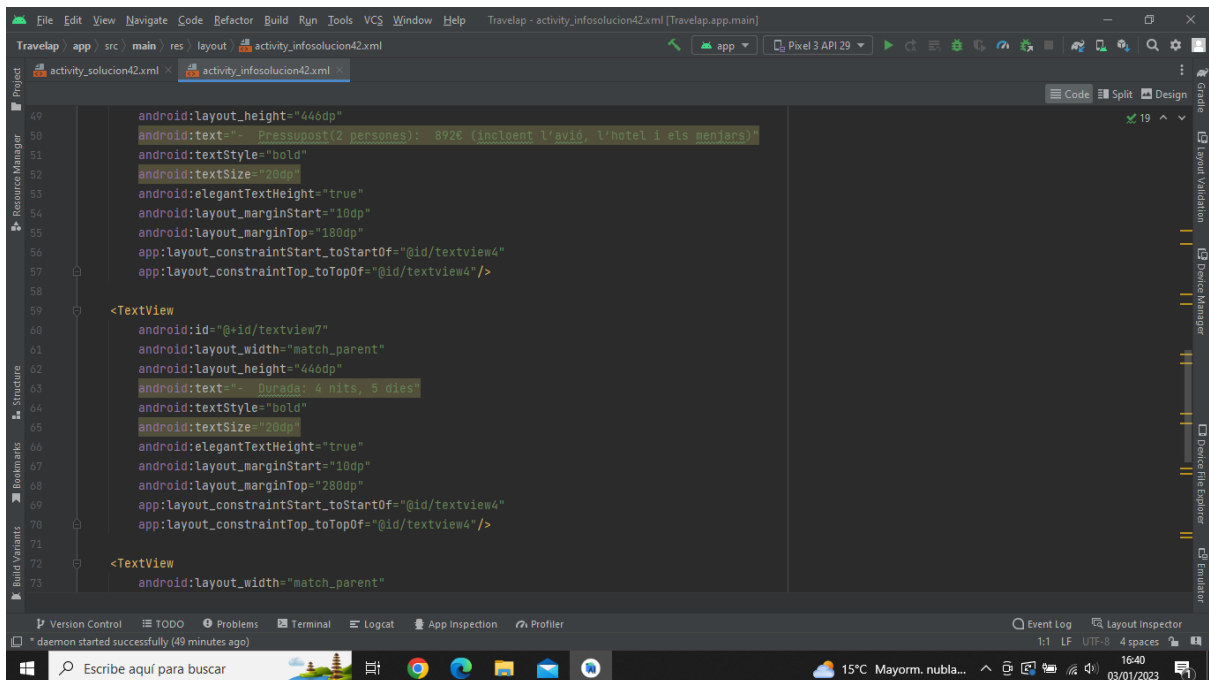 File Edit View Navigate Code Refactor Build Run Tools VCS Window Help Travelap - activity_infosolucion42.xml [Travelap.app.main]
Travelap app src main res layout activity_infosolucion42.xml app Pixel 3 API 29
activity_solucion42.xml activity_infosolucion42.xml
Code Split Design
49 android:layout_height="446dp"
19
50 android:text="-  Pressupost(2 persones):  892€ (incloent l'avió, l'hotel i els menjars)"
51 android:textStyle="bold"
52 android:textSize="20dp"
53 android:elegantTextHeight="true"
54 android:layout_marginStart="10dp"
55 android:layout_marginTop="180dp"
56 app:layout_constraintStart_toStartOf="@id/textview4"
57 app:layout_constraintTop_toTopOf="@id/textview4"/>
58
59 <TextView
60 android:id="@+id/textview7"
61 android:layout_width="match_parent"
62 android:layout_height="446dp"
63 android:text="-  Durada: 4 nits, 5 dies"
64 android:textStyle="bold"
65 android:textSize="20dp"
66 android:elegantTextHeight="true"
67 android:layout_marginStart="10dp"
68 android:layout_marginTop="280dp"
69 app:layout_constraintStart_toStartOf="@id/textview4"
70 app:layout_constraintTop_toTopOf="@id/textview4"/>
71
72 <TextView
73 android:layout_width="match_parent"
Project
Resource Manager
Structure
Bookmarks
Build Variants
Gradle
Layout Validation
Device Manager
Device File Explorer
Emulator
Version Control TODO Problems Terminal Logcat App Inspection Profiler Event Log Layout Inspector
* daemon started successfully (49 minutes ago) 1:1 LF UTF-8 4 spaces
Escribe aquí para buscar 15°C Mayorm. nubla... 16:40
03/01/2023
1